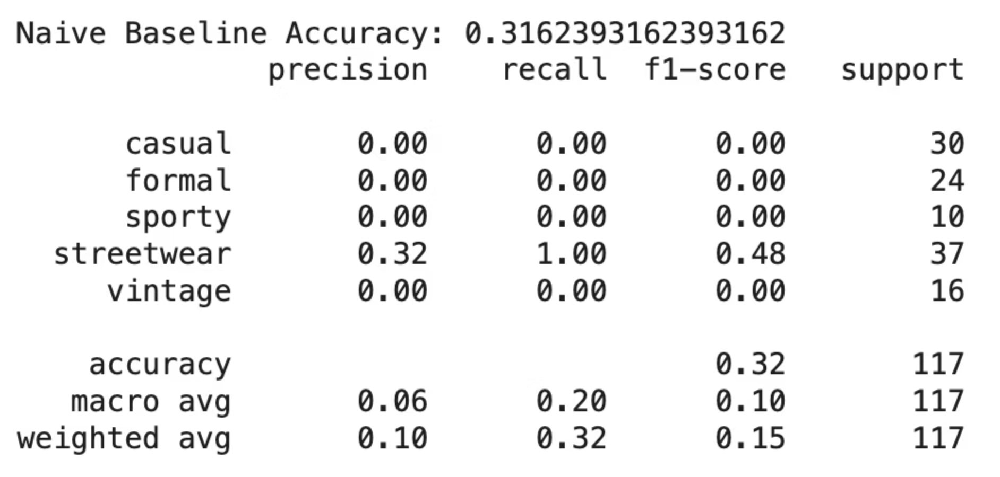 Naive Baseline Accuracy: 0.3162393162393162
precision recall f1-score support
casual 0.00 0.00 0.00 30
formal 0.00 0.00 0.00 24
sporty 0.00 0.00 0.00 10
streetwear 0.32 1.00 0.48 37
vintage 0.00 0.00 0.00 16
accuracy 0.32 117
macro avg 0.06 0.20 0.10 117
weighted avg 0.10 0.32 0.15 117